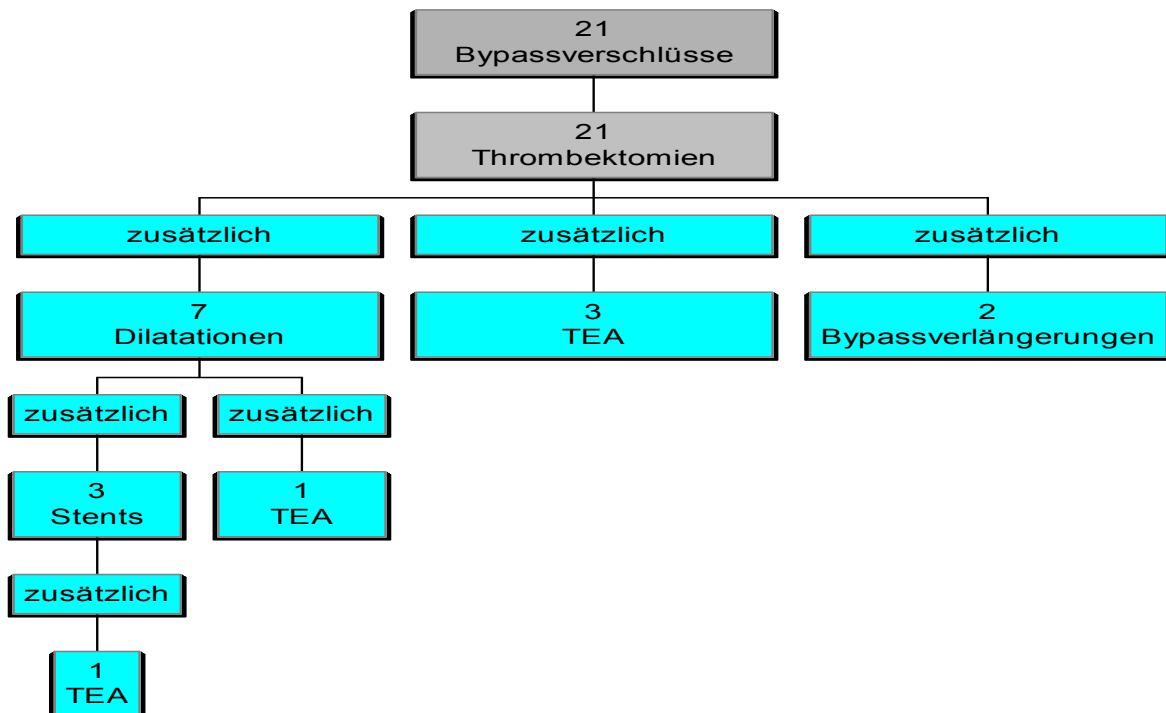 21
Bypassverschlüsse
21
Thrombektomien
zusätzlich
zusätzlich
zusätzlich
7
Dilatationen
3
TEA
2
Bypassverlängerungen
zusätzlich
zusätzlich
3
Stents
1
TEA
zusätzlich
1
TEA